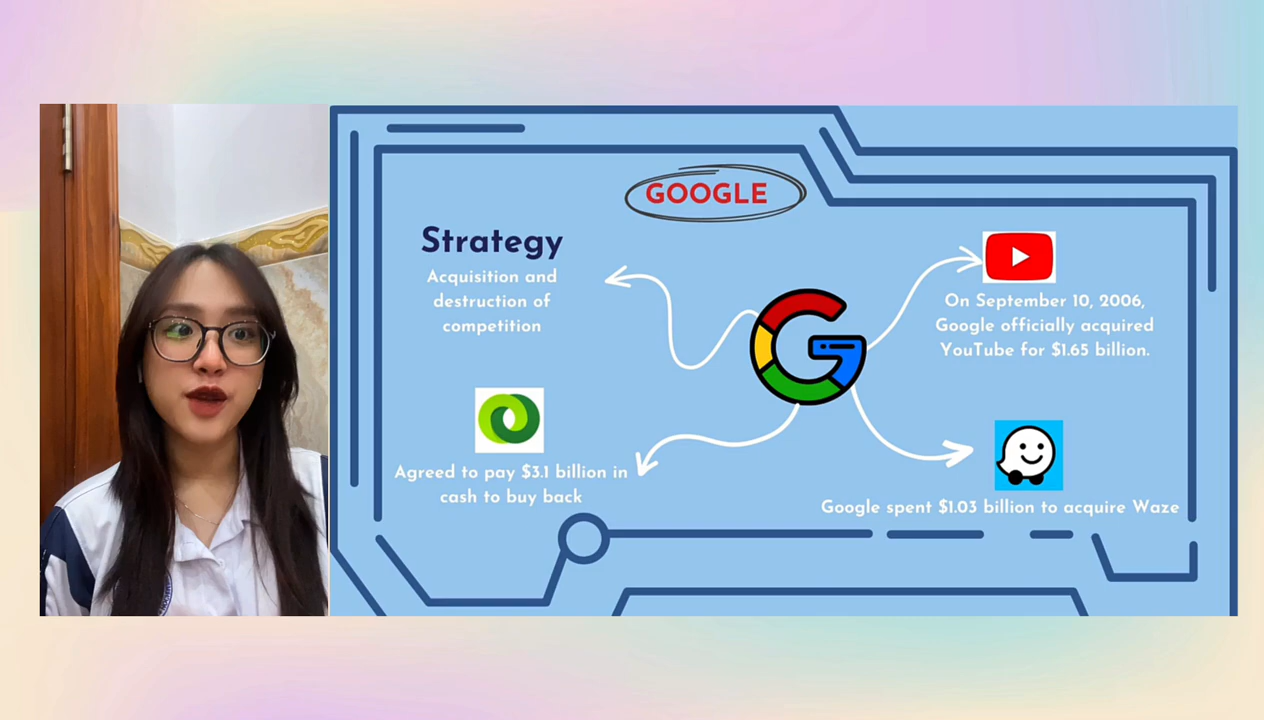 GOOGLE
Strategy
Acquisition and
destruction of
competition
On September 10, 2006,
Google officially acquired
YouTube for $1.65 billion.
Agreed to pay $3.1 billion in
cash to buy back
Google spent $1.03 billion to acquire Waze